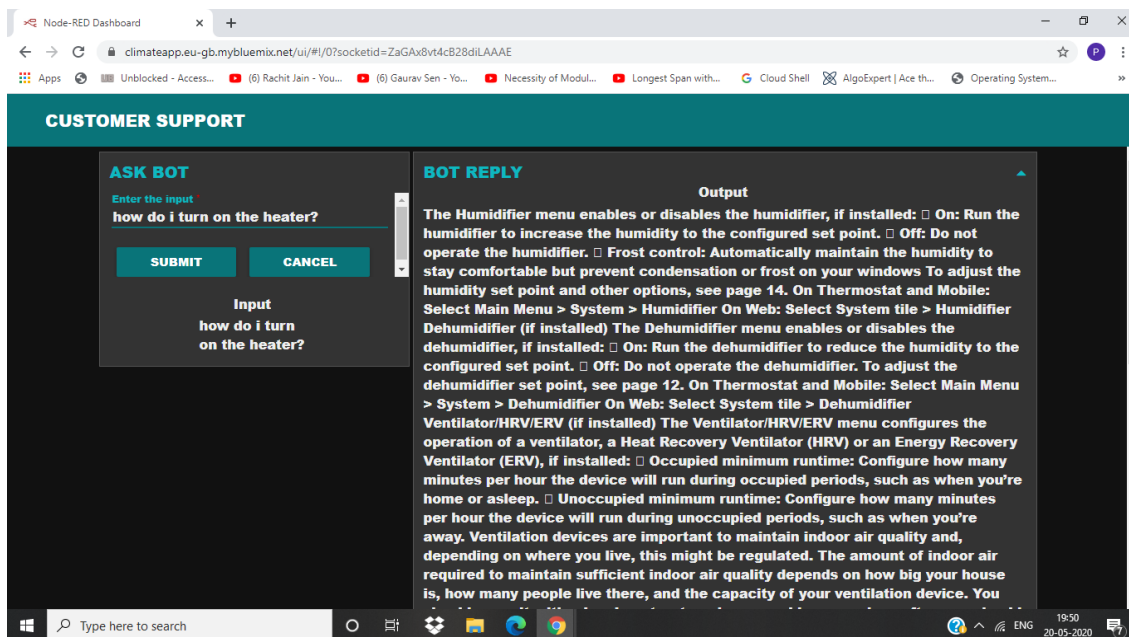 Node-RED Dashboard
climateapp.eu-gb.mybluemix.net/ui/#!/0?socketid=ZaGAx8vt4cB28diLAAAE
P
Apps
Unblocked - Access...
(6) Rachit Jain - You...
(6) Gaurav Sen - Yo...
Necessity of Modul...
Longest Span with...
Cloud Shell
AlgoExpert | Ace th...
Operating System...
»
CUSTOMER SUPPORT
ASK BOT
Enter the input *
how do i turn on the heater?
SUBMIT
CANCEL
Input
how do i turn
on the heater?
BOT REPLY
Output
The Humidifier menu enables or disables the humidifier, if installed: □ On: Run the
humidifier to increase the humidity to the configured set point. □ Off: Do not
operate the humidifier. □ Frost control: Automatically maintain the humidity to
stay comfortable but prevent condensation or frost on your windows To adjust the
humidity set point and other options, see page 14. On Thermostat and Mobile:
Select Main Menu > System > Humidifier On Web: Select System tile > Humidifier
Dehumidifier (if installed) The Dehumidifier menu enables or disables the
dehumidifier, if installed: □ On: Run the dehumidifier to reduce the humidity to the
configured set point. □ Off: Do not operate the dehumidifier. To adjust the
dehumidifier set point, see page 12. On Thermostat and Mobile: Select Main Menu
> System > Dehumidifier On Web: Select System tile > Dehumidifier
Ventilator/HRV/ERV (if installed) The Ventilator/HRV/ERV menu configures the
operation of a ventilator, a Heat Recovery Ventilator (HRV) or an Energy Recovery
Ventilator (ERV), if installed: □ Occupied minimum runtime: Configure how many
minutes per hour the device will run during occupied periods, such as when you're
home or asleep. □ Unoccupied minimum runtime: Configure how many minutes
per hour the device will run during unoccupied periods, such as when you're
away. Ventilation devices are important to maintain indoor air quality and,
depending on where you live, this might be regulated. The amount of indoor air
required to maintain sufficient indoor air quality depends on how big your house
is, how many people live there, and the capacity of your ventilation device. You
Type here to search
ENG
19:50
20-05-2020
7